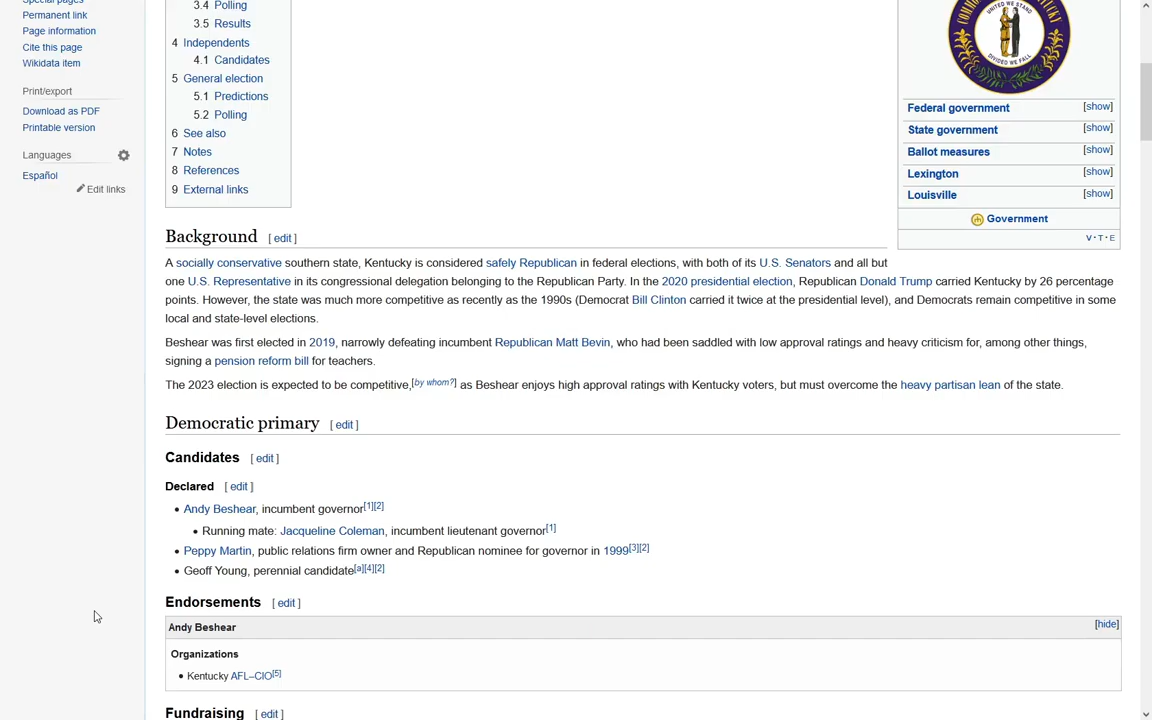 Special pages
Permanent link
Page information
Cite this page
Wikidata item
Print/export
Download as PDF
Printable version
Languages
Español
Edit links
3.4 Polling
3.5 Results
4 Independents
4.1 Candidates
5 General election
5.1 Predictions
5.2 Polling
6 See also
7 Notes
8 References
9 External links
UNITED WE STAND
DIVIDED WE FALL
Federal government [show]
State government [show]
Ballot measures [show]
Lexington [show]
Louisville [show]
Government
V·T·E
Background [ edit ]
A socially conservative southern state, Kentucky is considered safely Republican in federal elections, with both of its U.S. Senators and all but
one U.S. Representative in its congressional delegation belonging to the Republican Party. In the 2020 presidential election, Republican Donald Trump carried Kentucky by 26 percentage
points. However, the state was much more competitive as recently as the 1990s (Democrat Bill Clinton carried it twice at the presidential level), and Democrats remain competitive in some
local and state-level elections.
Beshear was first elected in 2019, narrowly defeating incumbent Republican Matt Bevin, who had been saddled with low approval ratings and heavy criticism for, among other things,
signing a pension reform bill for teachers.
The 2023 election is expected to be competitive,[by whom?] as Beshear enjoys high approval ratings with Kentucky voters, but must overcome the heavy partisan lean of the state.
Democratic primary [ edit ]
Candidates [ edit ]
Declared [ edit ]
• Andy Beshear, incumbent governor[1][2]
• Running mate: Jacqueline Coleman, incumbent lieutenant governor[1]
• Peppy Martin, public relations firm owner and Republican nominee for governor in 1999[3][2]
• Geoff Young, perennial candidate[a][4][2]
Endorsements [ edit ]
Andy Beshear [hide]
Organizations
• Kentucky AFL–CIO[5]
Fundraising [ edit ]